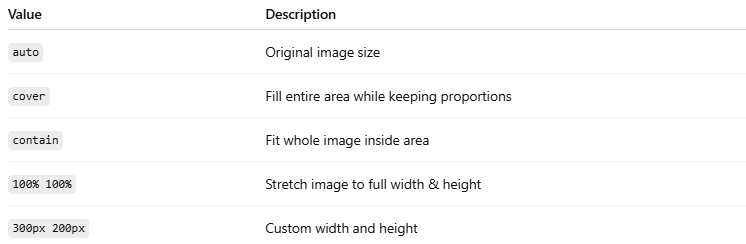 Value Description
auto Original image size
cover Fill entire area while keeping proportions
contain Fit whole image inside area
100% 100% Stretch image to full width & height
300px 200px Custom width and height